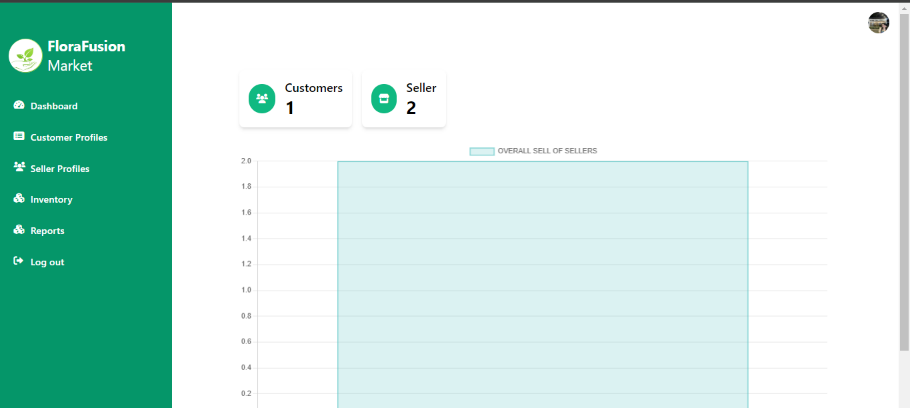 FloraFusion
Market
Dashboard
Customer Profiles
Seller Profiles
Inventory
Reports
Log out
Customers
1
Seller
2
OVERALL SELL OF SELLERS
2.0
1.8
1.6
1.4
1.2
1.0
0.8
0.6
0.4
0.2